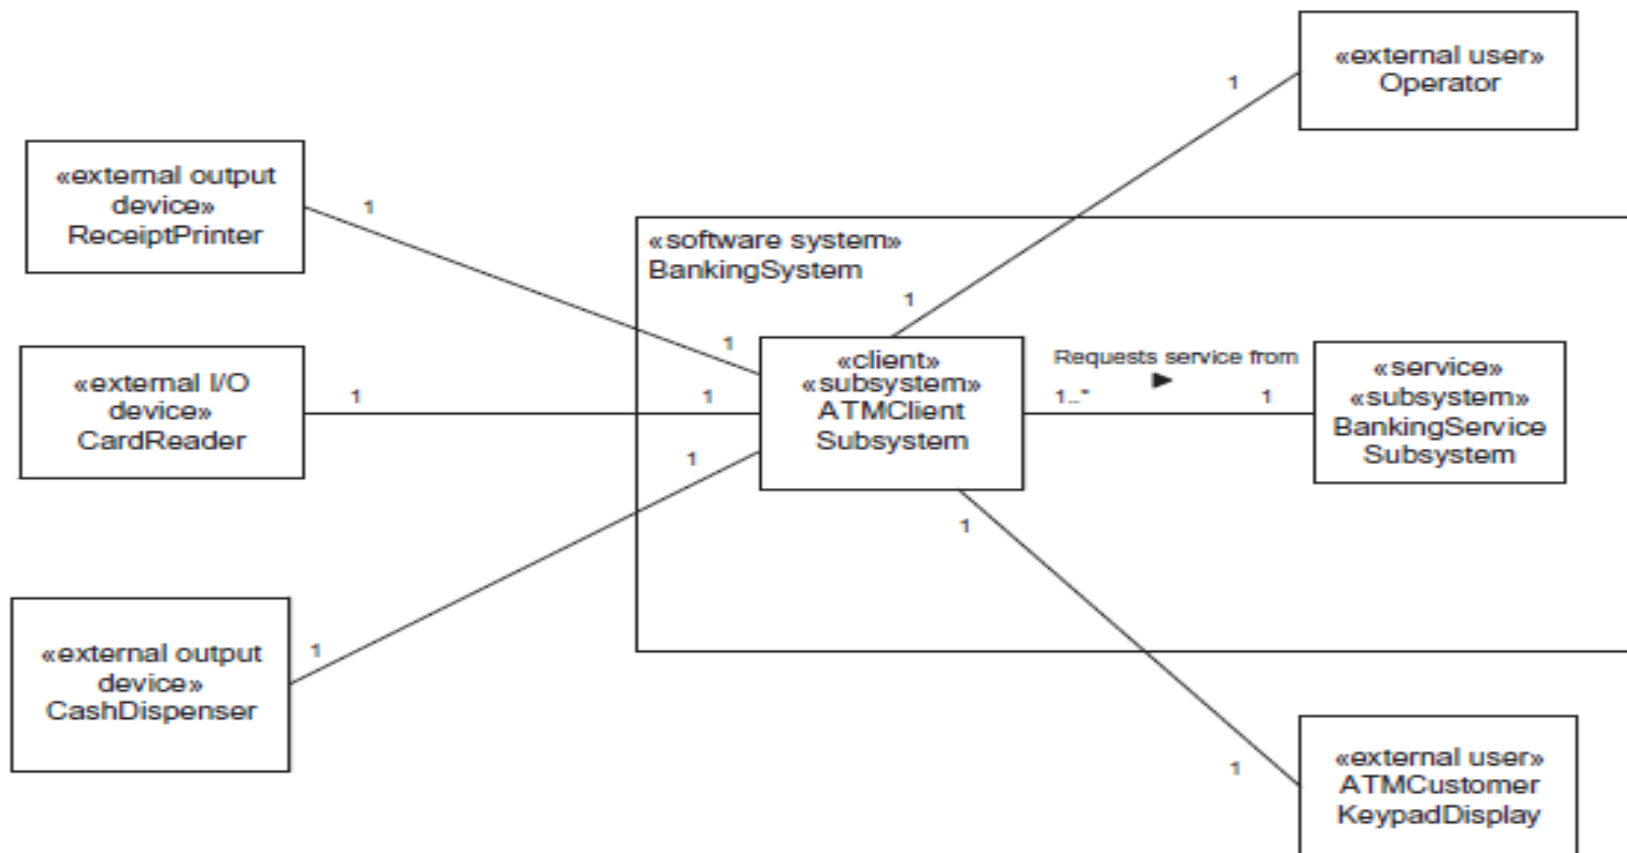 «external user»
Operator
1
«external output
device»
ReceiptPrinter
1
«software system»
BankingSystem
1
1
«client»
«subsystem»
ATMClient
Subsystem
Requests service from
1..*
1
«service»
«subsystem»
BankingService
Subsystem
«external I/O
device»
CardReader
1
1
1
1
«external output
device»
CashDispenser
1
1
«external user»
ATMCustomer
KeypadDisplay